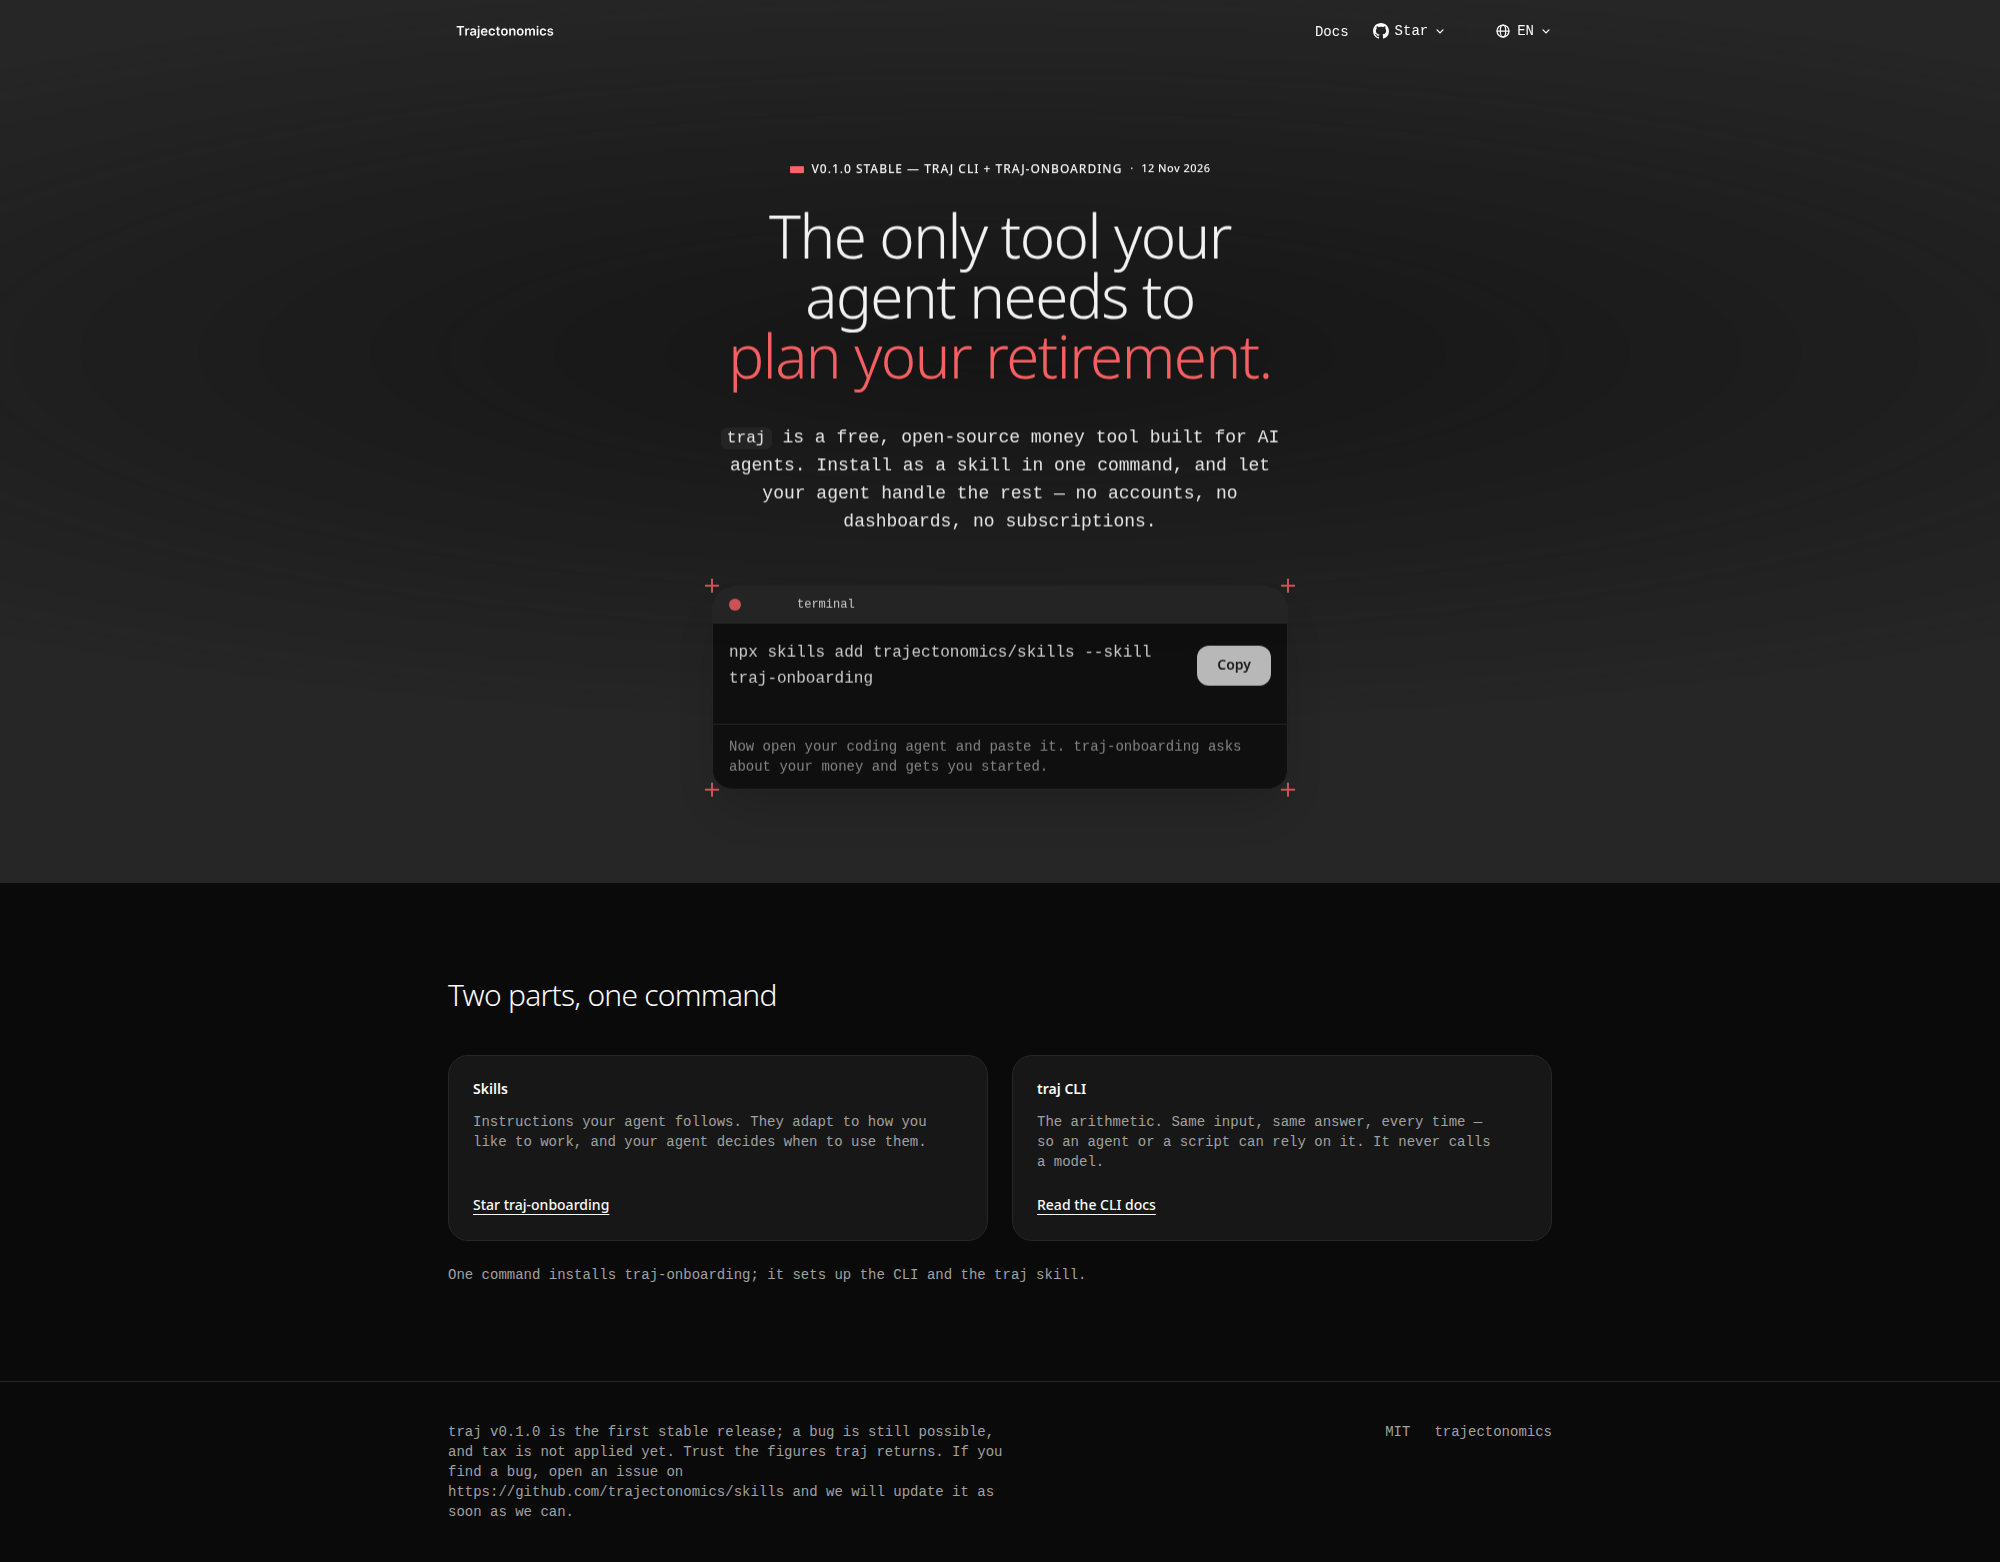 Trajectonomics
Docs
Star
EN
V0.1.0 STABLE — TRAJ CLI + TRAJ-ONBOARDING · 12 Nov 2026
The only tool your
agent needs to
plan your retirement.
traj is a free, open-source money tool built for AI
agents. Install as a skill in one command, and let
your agent handle the rest — no accounts, no
dashboards, no subscriptions.
terminal
npx skills add trajectonomics/skills --skill
traj-onboarding
Copy
Now open your coding agent and paste it. traj-onboarding asks
about your money and gets you started.
Two parts, one command
Skills
Instructions your agent follows. They adapt to how you
like to work, and your agent decides when to use them.
Star traj-onboarding
traj CLI
The arithmetic. Same input, same answer, every time —
so an agent or a script can rely on it. It never calls
a model.
Read the CLI docs
One command installs traj-onboarding; it sets up the CLI and the traj skill.
traj v0.1.0 is the first stable release; a bug is still possible,
and tax is not applied yet. Trust the figures traj returns. If you
find a bug, open an issue on
https://github.com/trajectonomics/skills and we will update it as
soon as we can.
MIT
trajectonomics